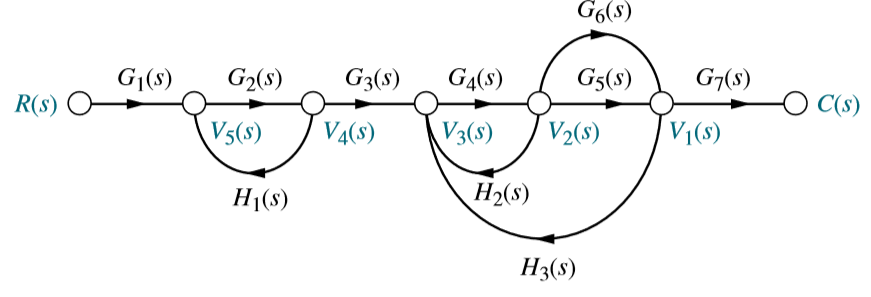 G₆(s)
G₁(s) G₂(s) G₃(s) G₄(s) G₅(s) G₇(s)
R(s) C(s)
V₅(s) V₄(s) V₃(s) V₂(s) V₁(s)
H₁(s) H₂(s)
H₃(s)